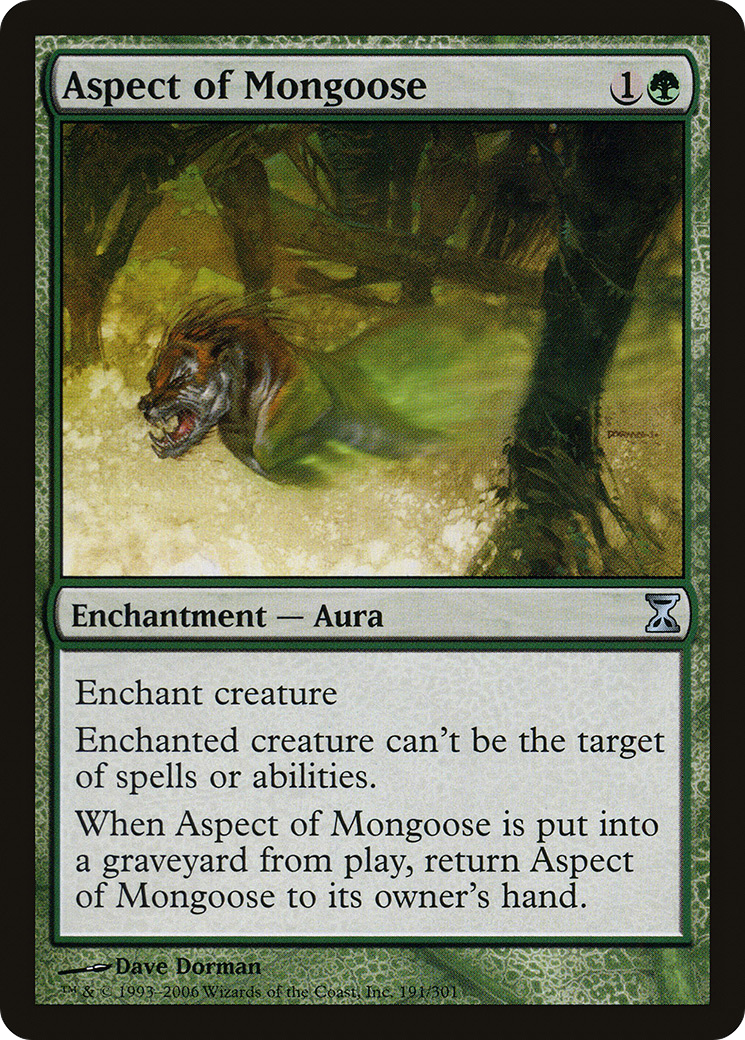 Aspect of Mongoose
1
Enchantment — Aura
Enchant creature
Enchanted creature can't be the target
of spells or abilities.
When Aspect of Mongoose is put into
a graveyard from play, return Aspect
of Mongoose to its owner's hand.
Dave Dorman
™ & © 1993–2006 Wizards of the Coast, Inc. 191/301